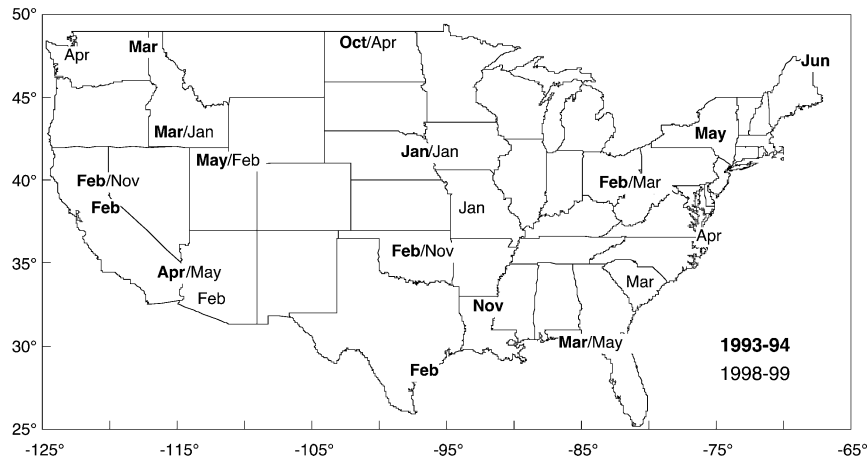 50°
Oct/Apr
Mar
Apr
Jun
45°
Mar/Jan
May
May/Feb
Jan/Jan
40°
Feb/Nov
Feb/Mar
Feb
Jan
Apr
Feb/Nov
35°
Apr/May
Mar
Feb
Nov
Mar/May
1993-94
30°
Feb
1998-99
25°
-125°
-115°
-105°
-95°
-85°
-75°
-65°